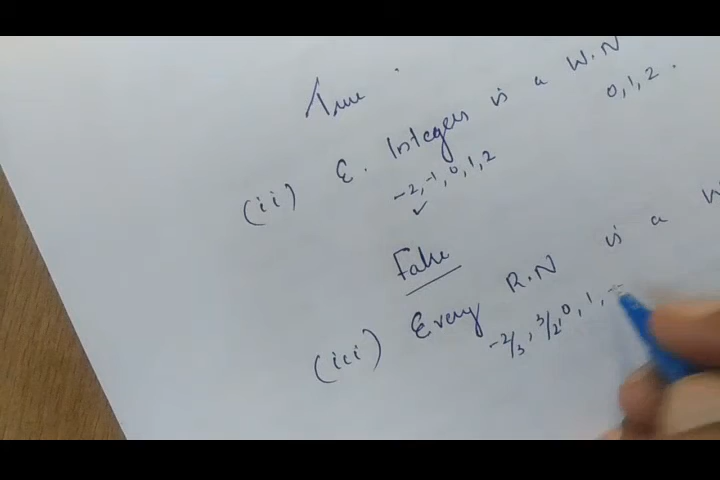 True.
(ii) E. Integer is a W.N
-2, -1, 0, 1, 2 0, 1, 2.
✓
False
(iii) Every R.N is a W
-2/3, 3/2, 0, 1,